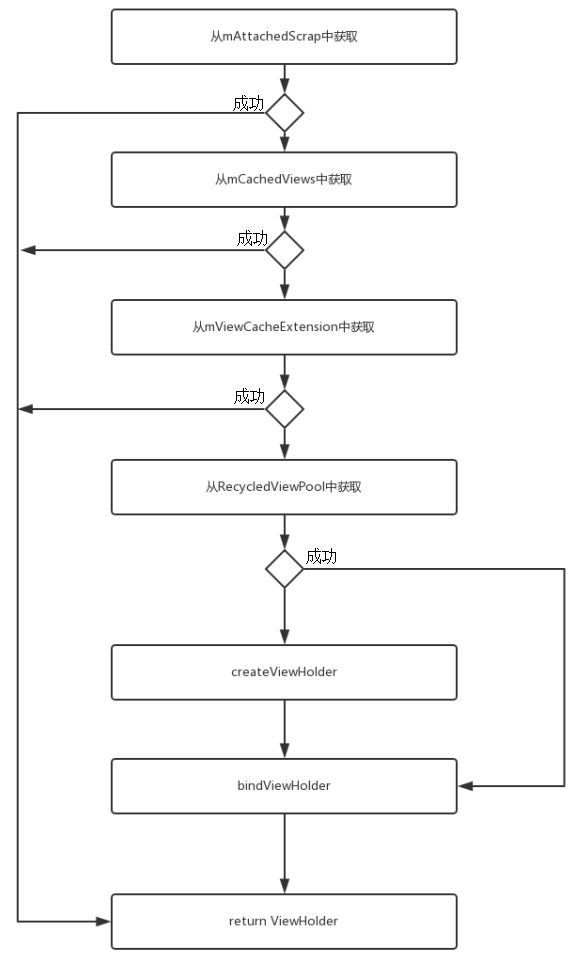 从mAttachedScrap中获取
成功
从mCachedViews中获取
成功
从mViewCacheExtension中获取
成功
从RecycledViewPool中获取
成功
createViewHolder
bindViewHolder
return ViewHolder